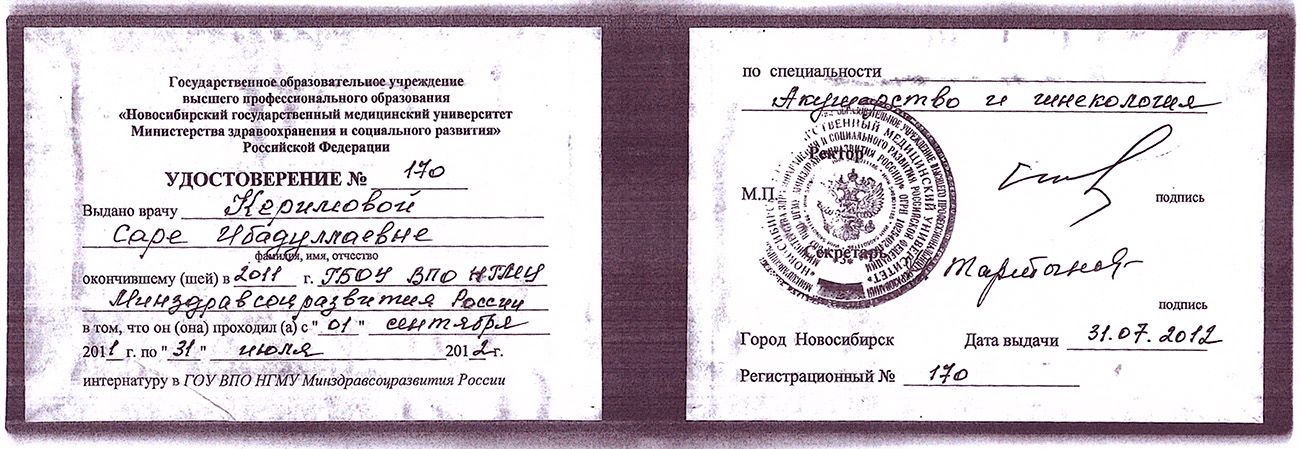 Государственное образовательное учреждение
высшего профессионального образования
«Новосибирский государственный медицинский университет
Министерства здравоохранения и социального развития»
Российской Федерации
УДОСТОВЕРЕНИЕ № 170
Выдано врачу Керимовой
Саре Ибадуллаевне
фамилия, имя, отчество
окончившему (шей) в 2011 г. ГБОУ ВПО НГМУ
Минздравсоцразвития России
в том, что он (она) проходил (а) с "01" сентября
2011 г. по "31" июля 2012 г.
интернатуру в ГОУ ВПО НГМУ Минздравсоцразвития России
по специальности
Акушерство и гинекология
Ректор
М.П.
подпись
Секретарь
подпись
Город Новосибирск Дата выдачи 31.07.2012
Регистрационный № 170